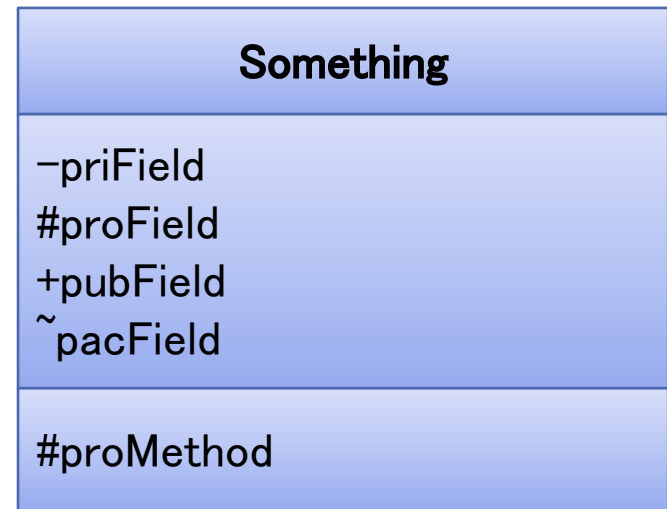 Something
-priField
#proField
+pubField
~pacField
#proMethod